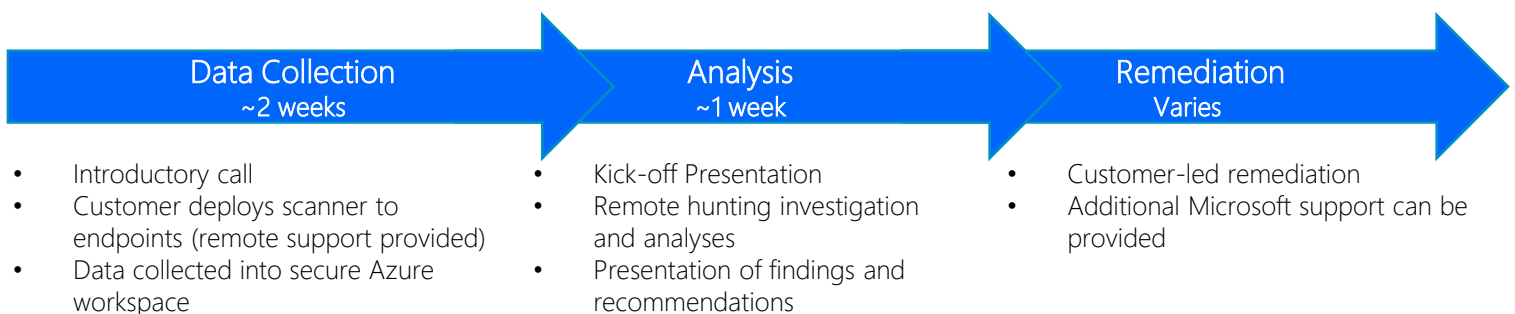 Data Collection
~2 weeks
• Introductory call
• Customer deploys scanner to
endpoints (remote support provided)
• Data collected into secure Azure
workspace
Analysis
~1 week
• Kick-off Presentation
• Remote hunting investigation
and analyses
• Presentation of findings and
recommendations
Remediation
Varies
• Customer-led remediation
• Additional Microsoft support can be
provided